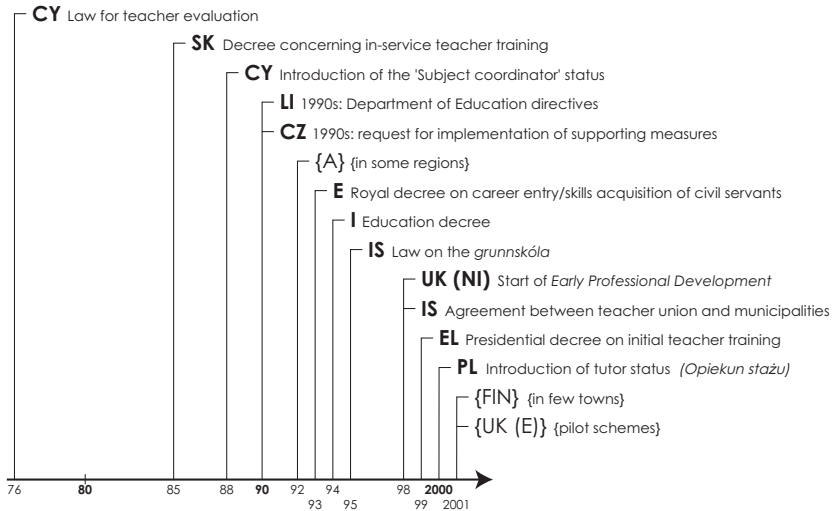 CY Law for teacher evaluation
SK Decree concerning in-service teacher training
CY Introduction of the 'Subject coordinator' status
LI 1990s: Department of Education directives
CZ 1990s: request for implementation of supporting measures
{A} {in some regions}
E Royal decree on career entry/skills acquisition of civil servants
I Education decree
IS Law on the grunnskóla
UK (NI) Start of Early Professional Development
IS Agreement between teacher union and municipalities
EL Presidential decree on initial teacher training
PL Introduction of tutor status (Opiekun stażu)
{FIN} {in few towns}
{UK (E)} {pilot schemes}
76 80 85 88 90 92 94 98 2000
93 95 99 2001